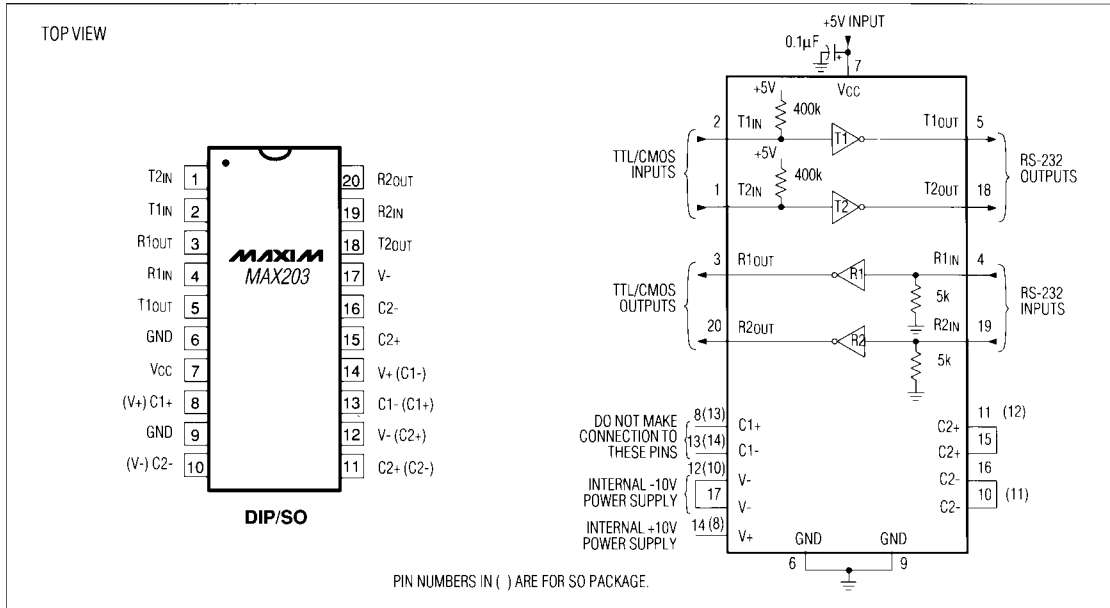 TOP VIEW
T2IN 1
T1IN 2
R1OUT 3
R1IN 4
T1OUT 5
GND 6
VCC 7
(V+) C1+ 8
GND 9
(V-) C2- 10
MAXIM
MAX203
20 R2OUT
19 R2IN
18 T2OUT
17 V-
16 C2-
15 C2+
14 V+ (C1-)
13 C1- (C1+)
12 V- (C2+)
11 C2+ (C2-)
DIP/SO
+5V INPUT
0.1µF
+
7
VCC
+5V
400k
2 T1IN T1 T1OUT 5
+5V
400k
1 T2IN T2 T2OUT 18
TTL/CMOS
INPUTS
RS-232
OUTPUTS
3 R1OUT R1 R1IN 4
5k
20 R2OUT R2 R2IN 19
5k
TTL/CMOS
OUTPUTS
RS-232
INPUTS
DO NOT MAKE
CONNECTION TO
THESE PINS
8(13) C1+
13(14) C1-
INTERNAL -10V
POWER SUPPLY
12(10) V-
17 V-
INTERNAL +10V
POWER SUPPLY
14(8) V+
C2+ 11 (12)
C2+ 15
C2- 16
C2- 10 (11)
GND GND
6 9
PIN NUMBERS IN ( ) ARE FOR SO PACKAGE.